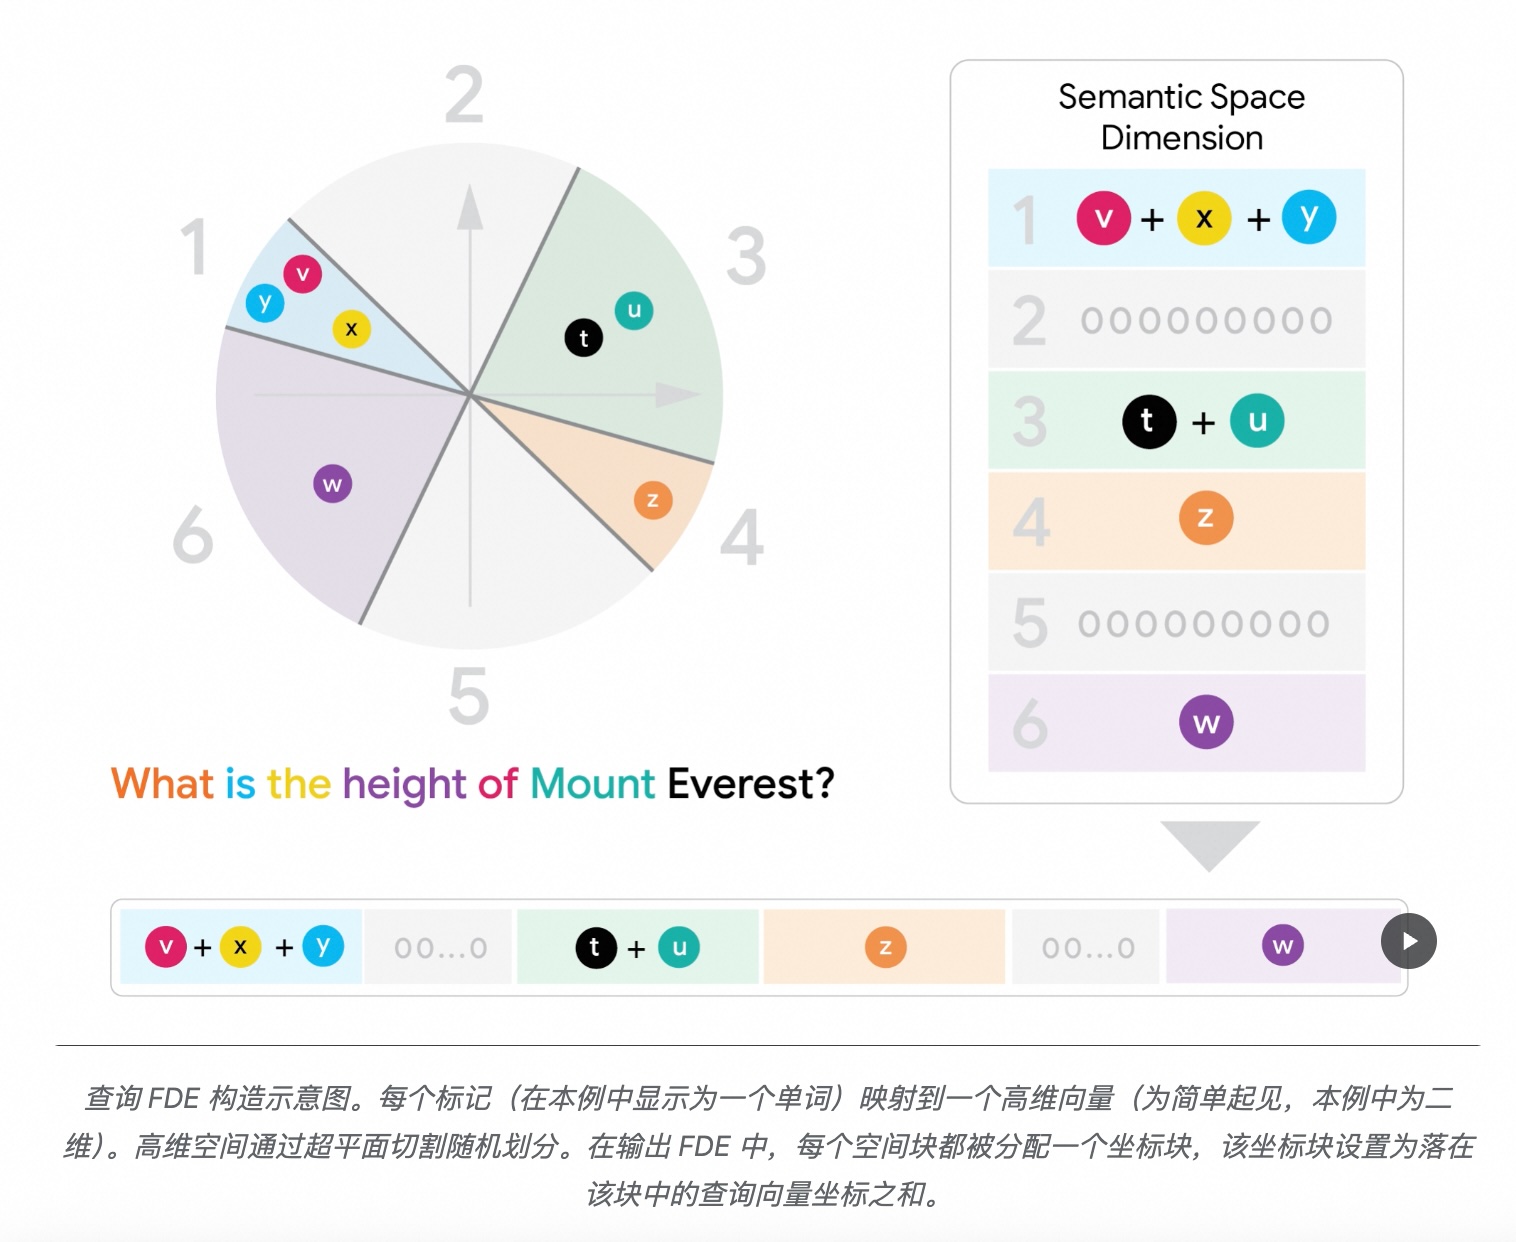 2
1
3
v
y
x
u
t
w
z
6
4
5
What is the height of Mount Everest?
Semantic Space
Dimension
1 v + x + y
2 000000000
3 t + u
4 z
5 000000000
6 w
v + x + y 00...0 t + u z 00...0 w
查询 FDE 构造示意图。每个标记（在本例中显示为一个单词）映射到一个高维向量（为简单起见，本例中为二
维）。高维空间通过超平面切割随机划分。在输出 FDE 中，每个空间块都被分配一个坐标块，该坐标块设置为落在
该块中的查询向量坐标之和。